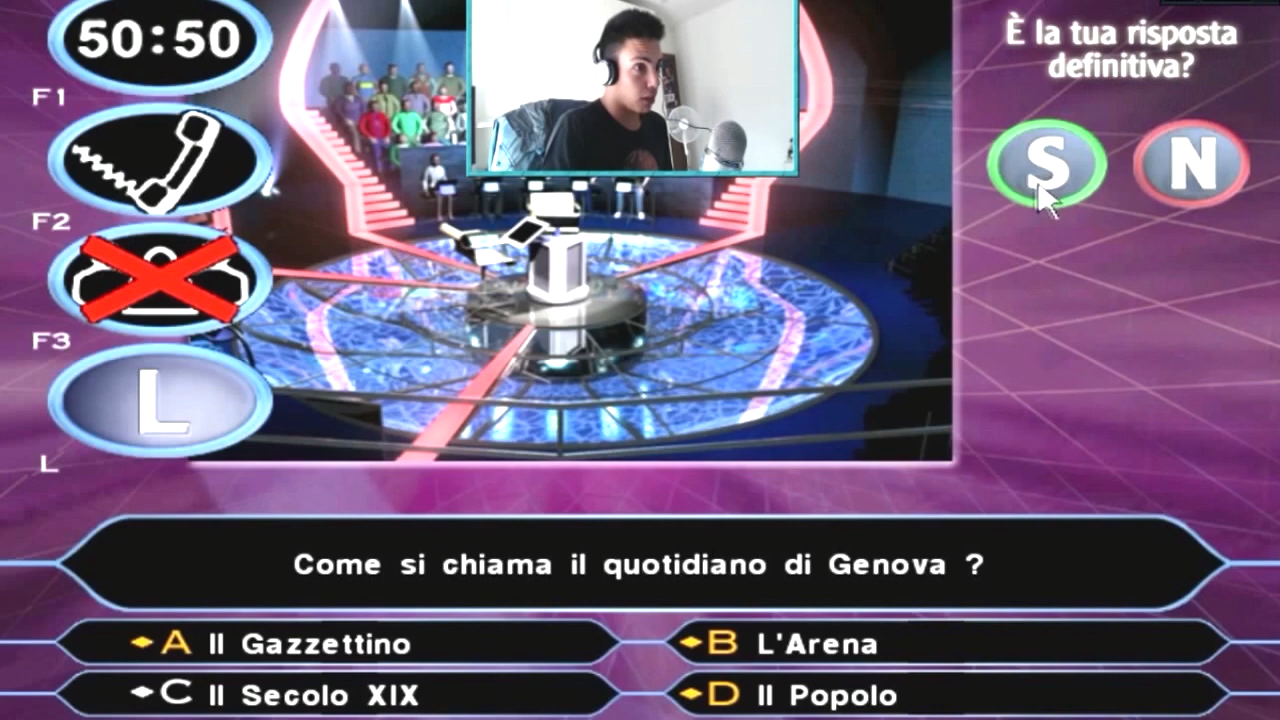 50:50
F1
F2
F3
L
L
È la tua risposta
definitiva?
S
N
Come si chiama il quotidiano di Genova ?
A Il Gazzettino
B L'Arena
C Il Secolo XIX
D Il Popolo